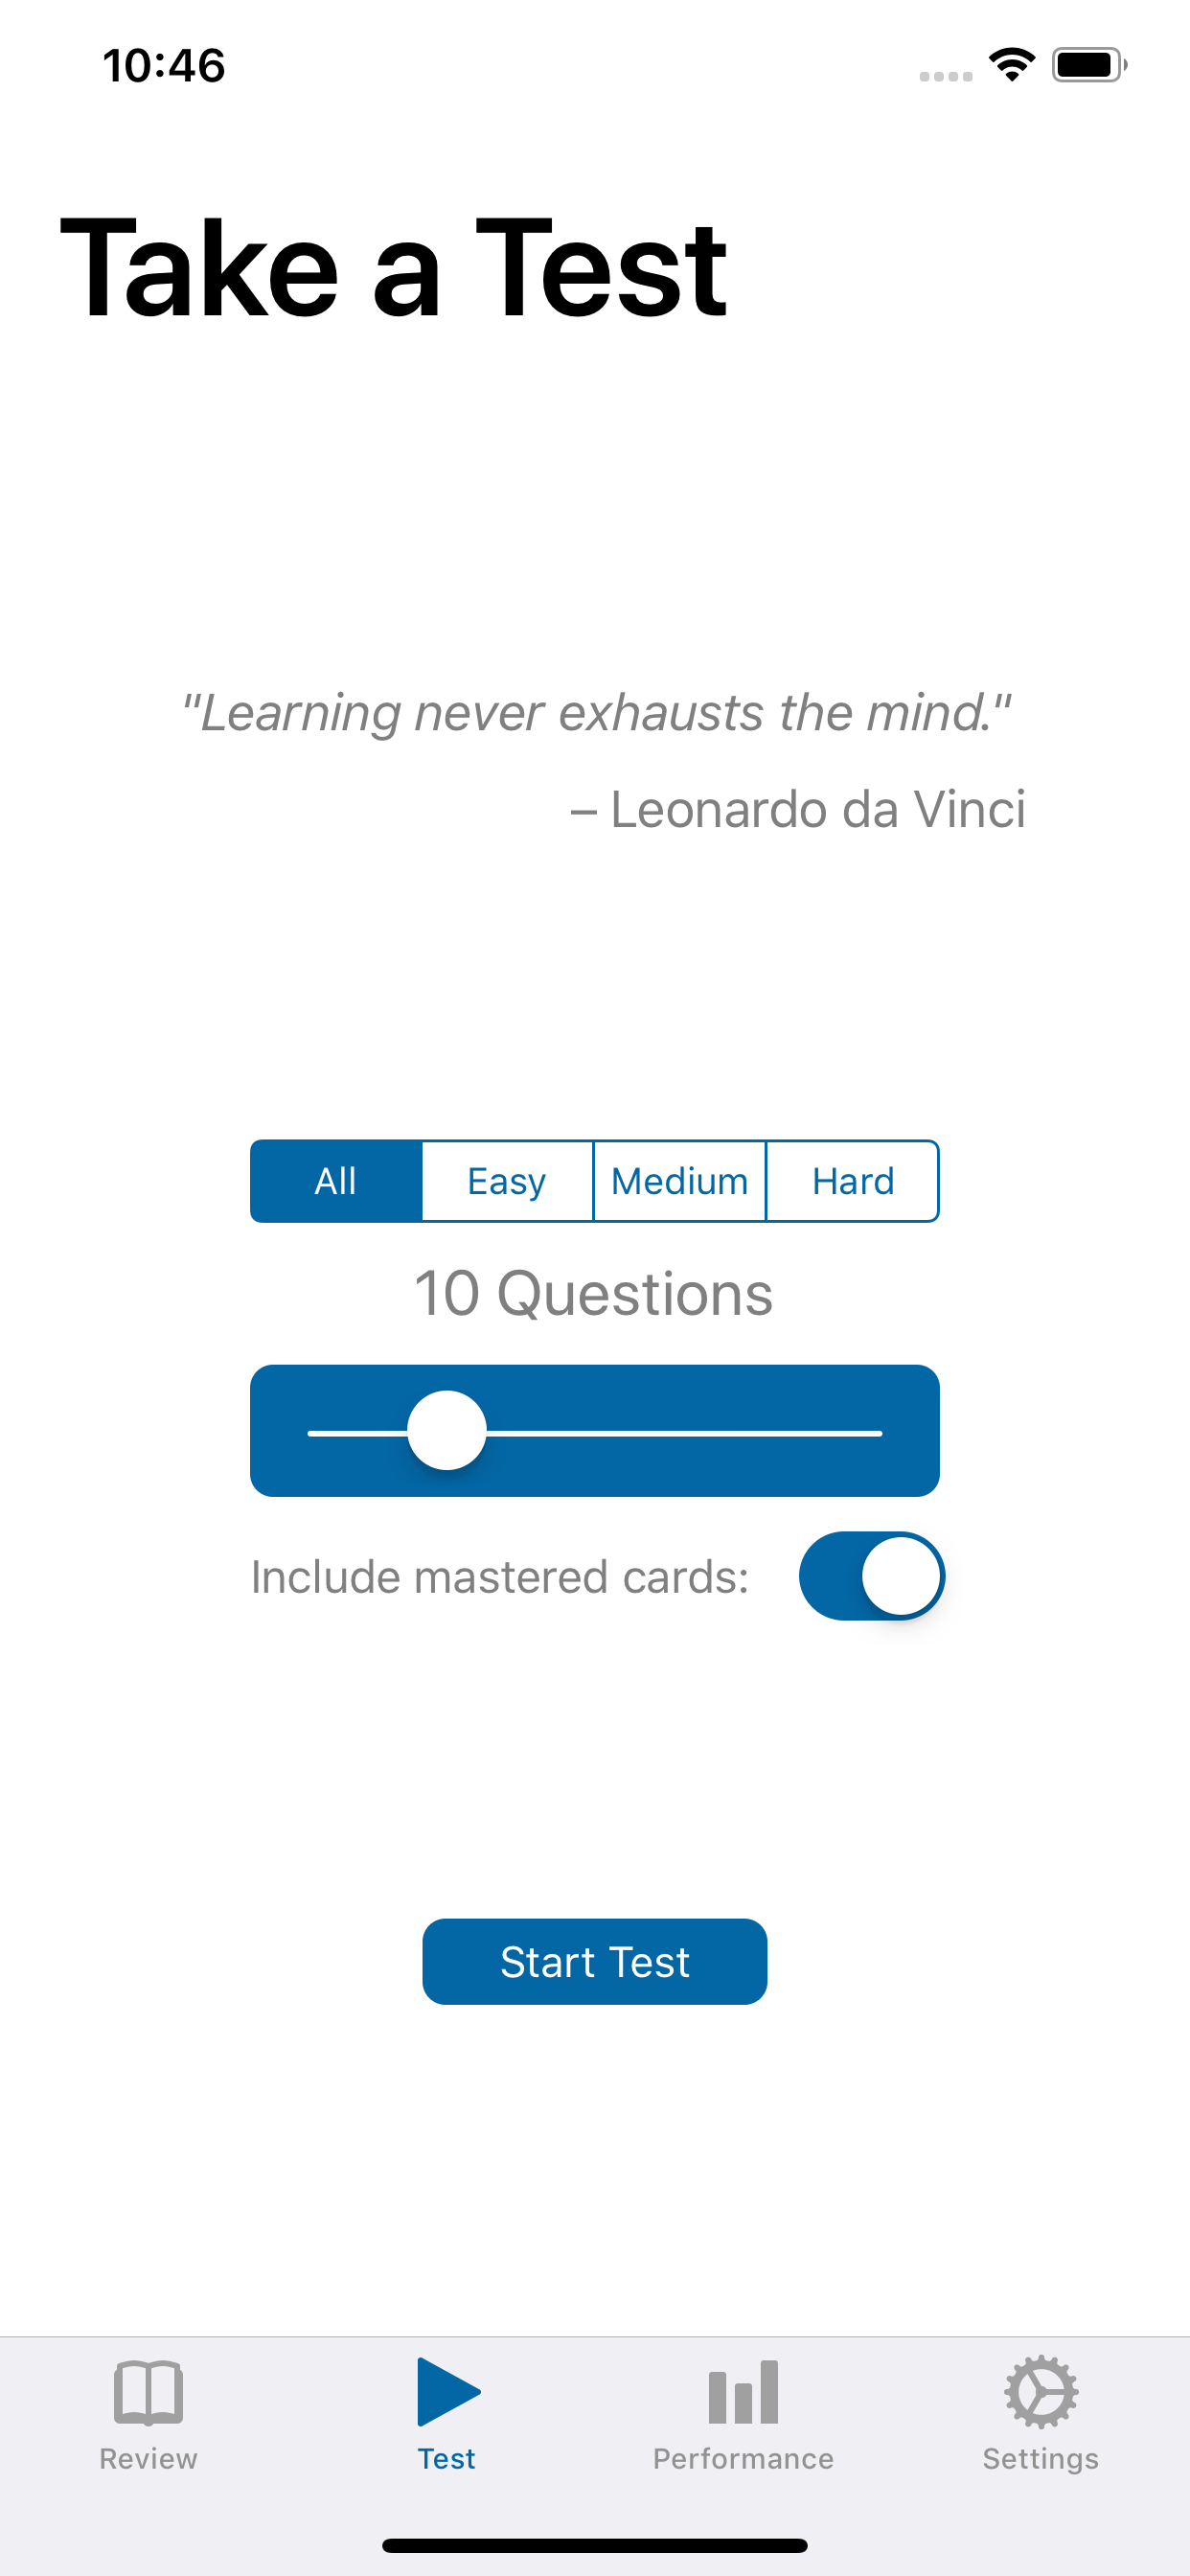 10:46
Take a Test
"Learning never exhausts the mind."
– Leonardo da Vinci
All Easy Medium Hard
10 Questions
Include mastered cards:
Start Test
Review Test Performance Settings